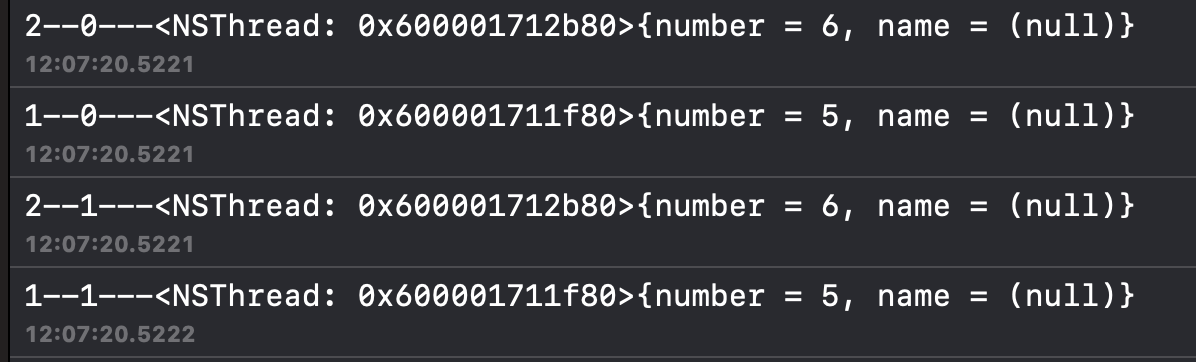 2--0---<NSThread: 0x600001712b80>{number = 6, name = (null)}
12:07:20.5221
1--0---<NSThread: 0x600001711f80>{number = 5, name = (null)}
12:07:20.5221
2--1---<NSThread: 0x600001712b80>{number = 6, name = (null)}
12:07:20.5221
1--1---<NSThread: 0x600001711f80>{number = 5, name = (null)}
12:07:20.5222